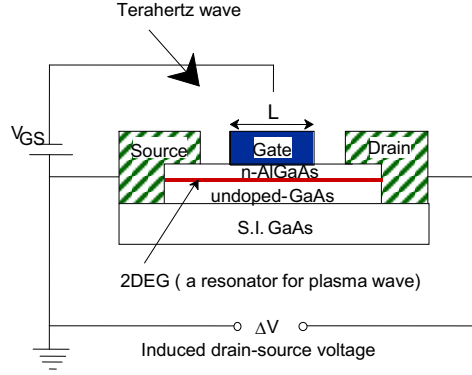 Terahertz wave
L
VGS
Source
Gate
Drain
n-AlGaAs
undoped-GaAs
S.I. GaAs
2DEG ( a resonator for plasma wave)
ΔV
Induced drain-source voltage